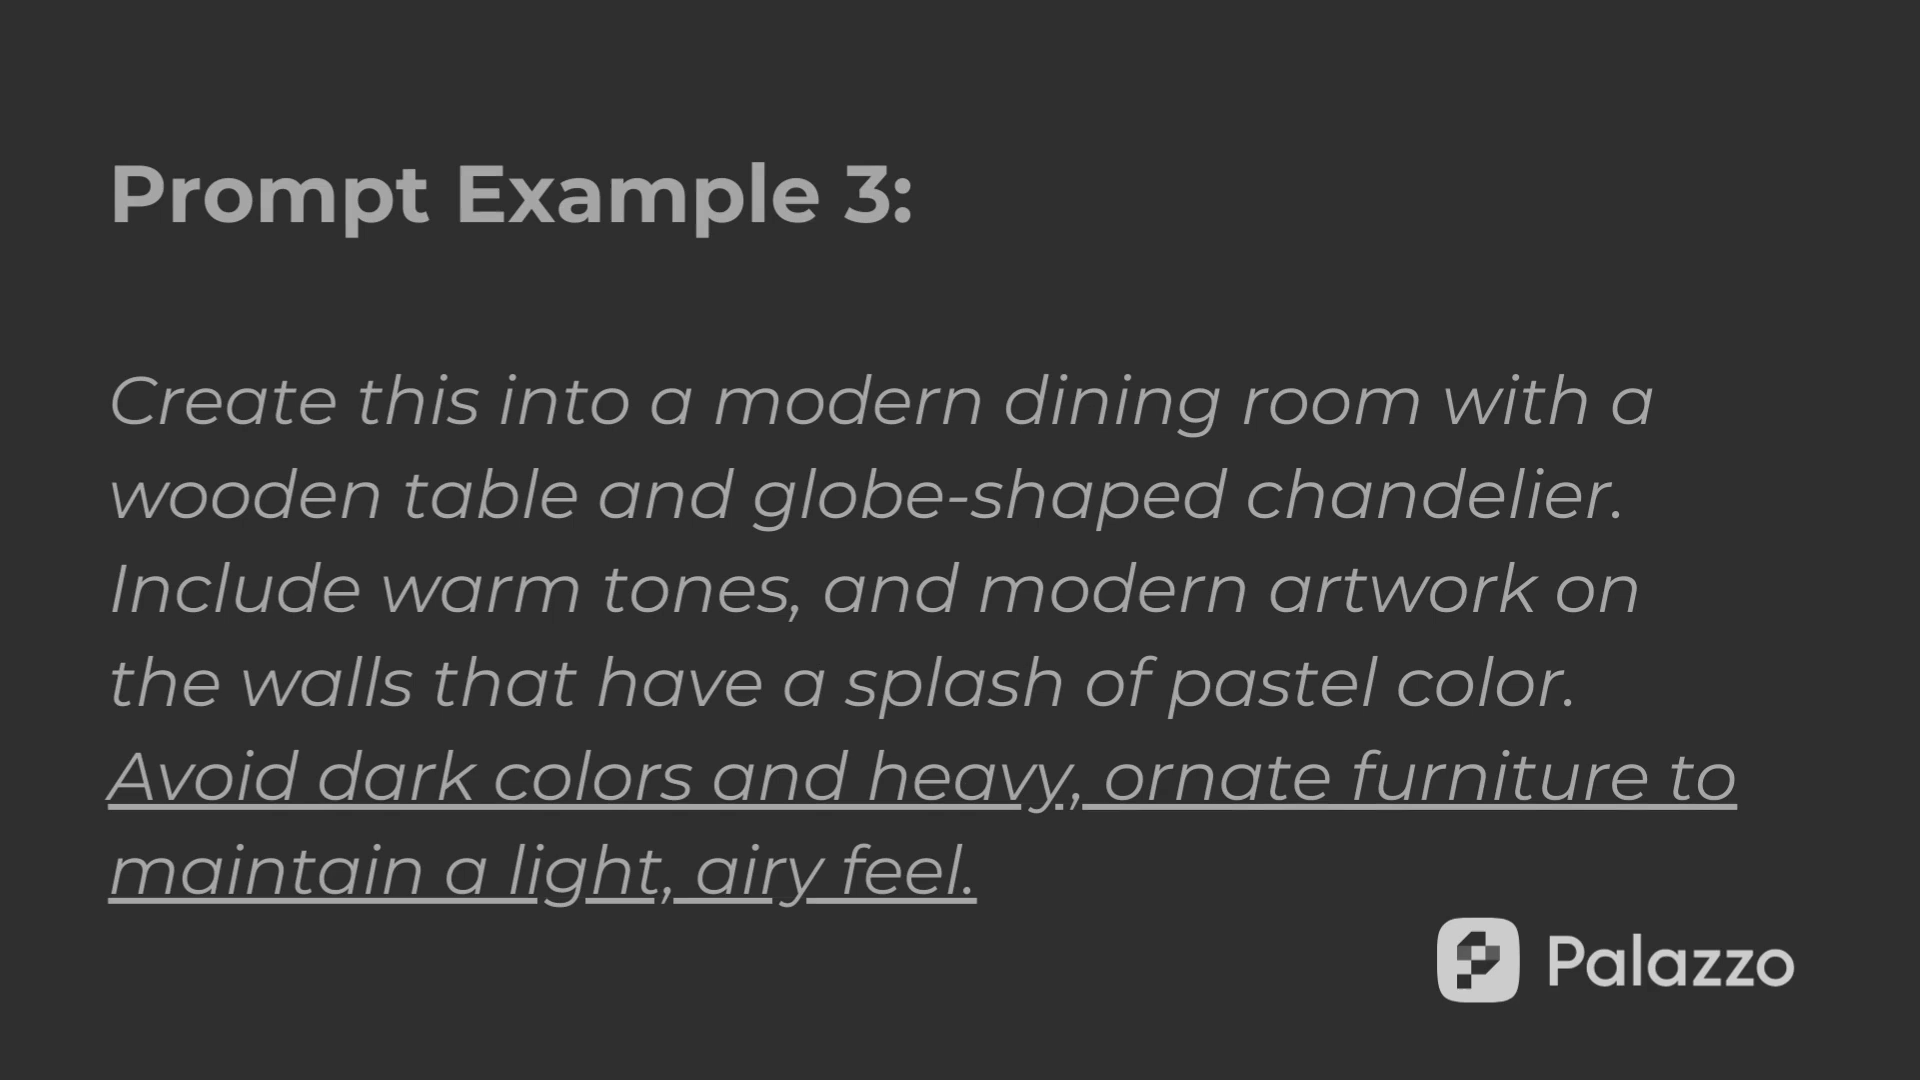 Prompt Example 3:
Create this into a modern dining room with a
wooden table and globe-shaped chandelier.
Include warm tones, and modern artwork on
the walls that have a splash of pastel color.
Avoid dark colors and heavy, ornate furniture to
maintain a light, airy feel.
Palazzo